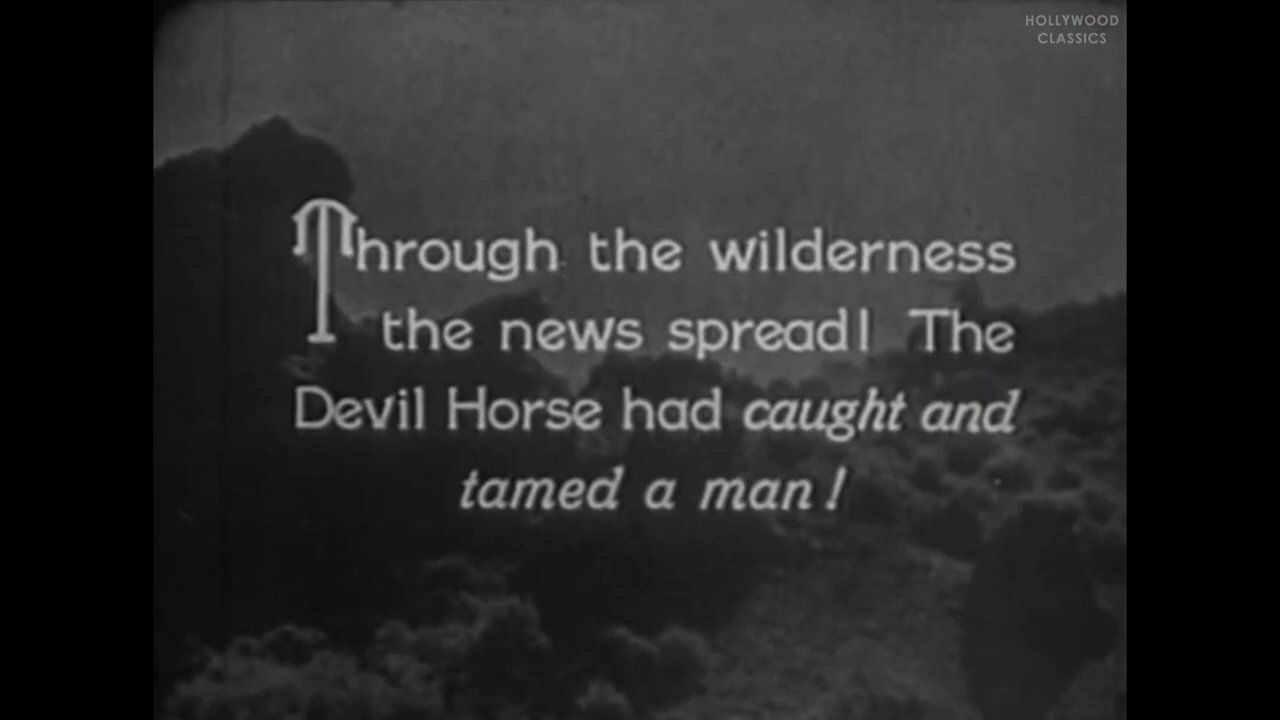 HOLLYWOOD
CLASSICS
Through the wilderness
the news spread! The
Devil Horse had caught and
tamed a man!